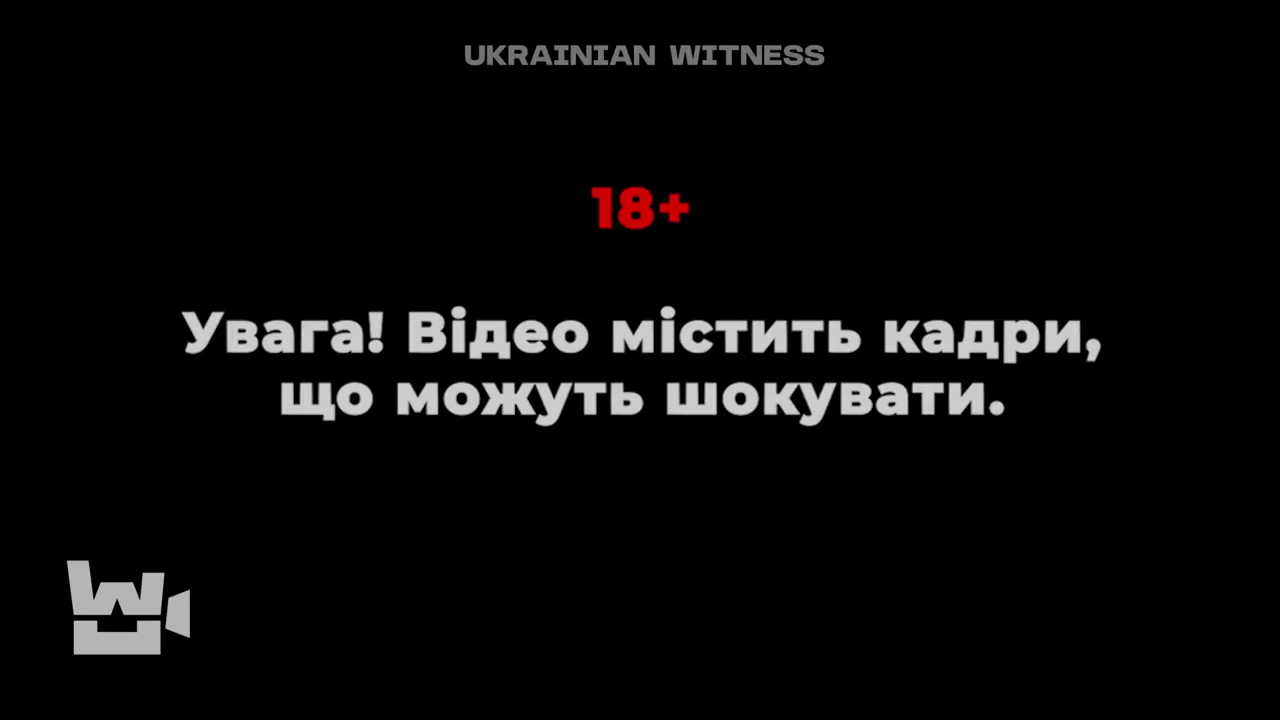 UKRAINIAN WITNESS
18+
Увага! Відео містить кадри,
що можуть шокувати.